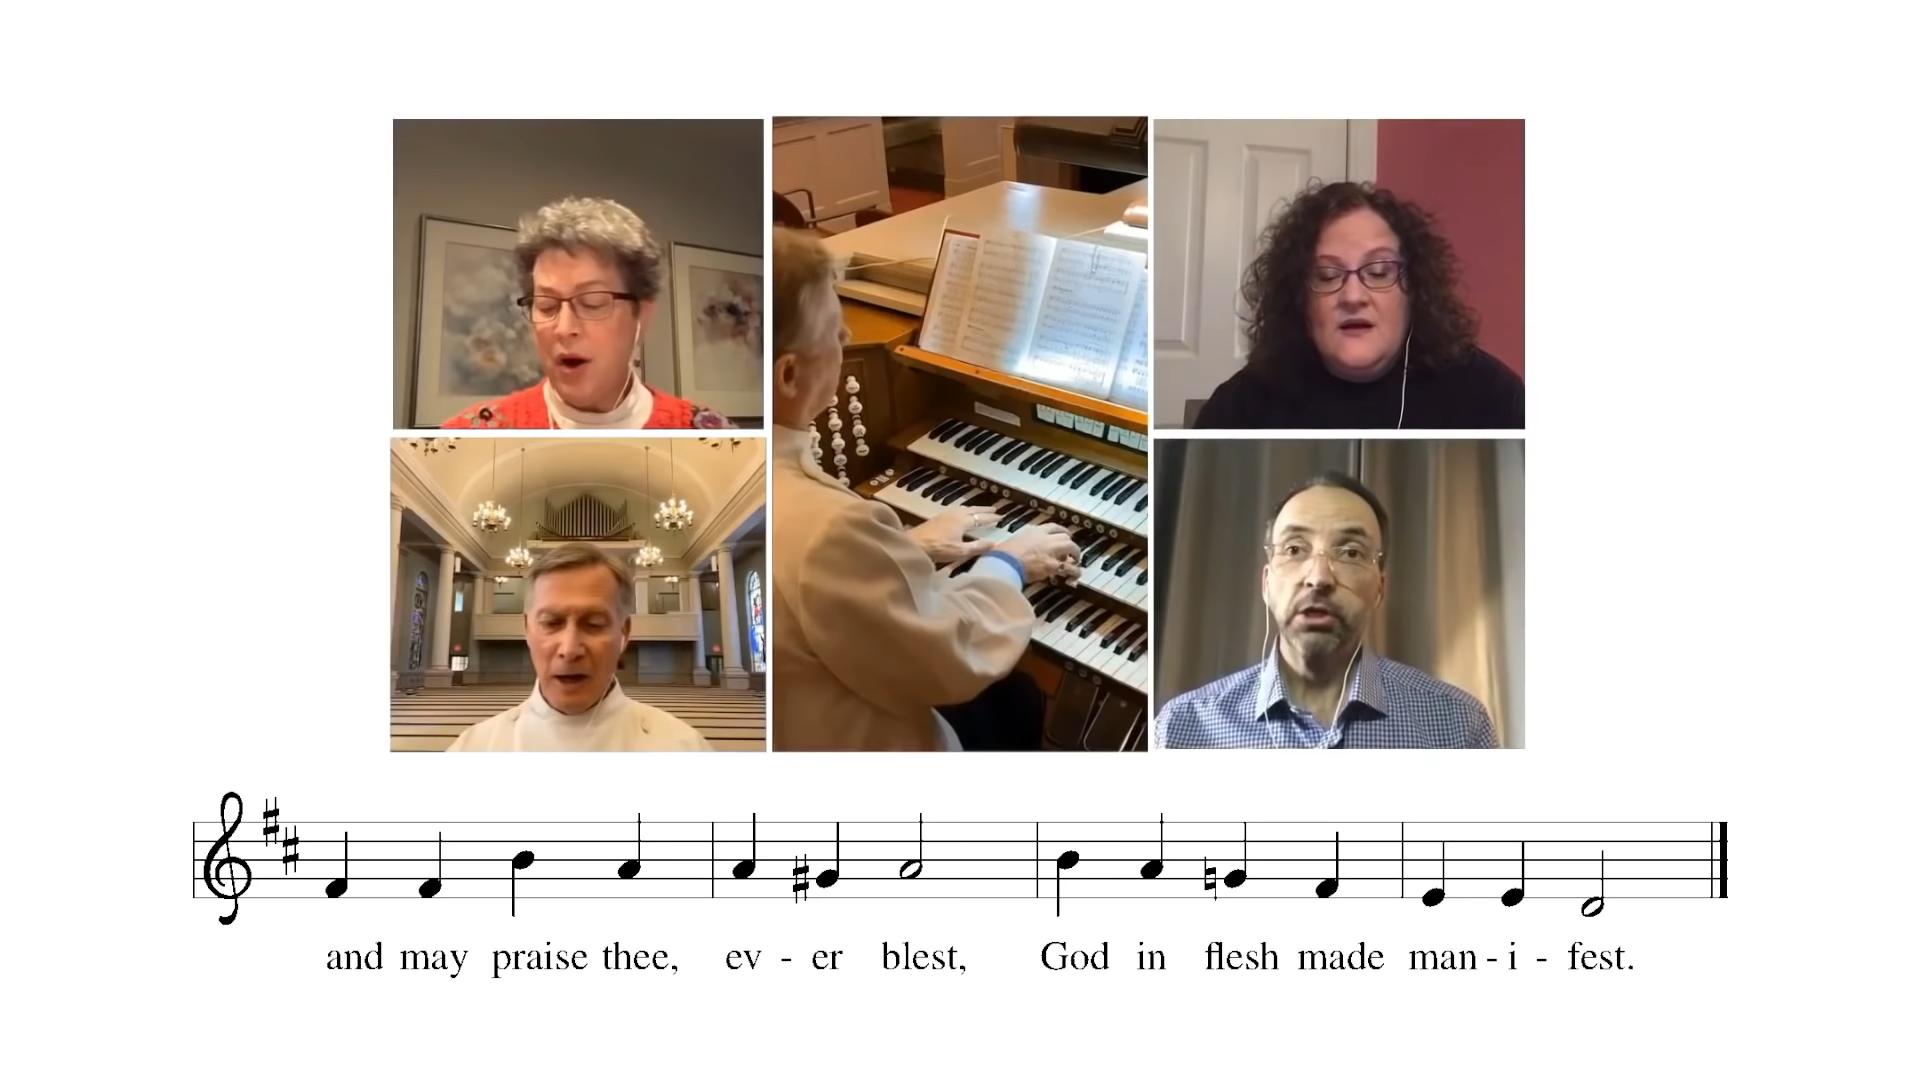 and may praise thee, ev - er blest, God in flesh made man - i - fest.